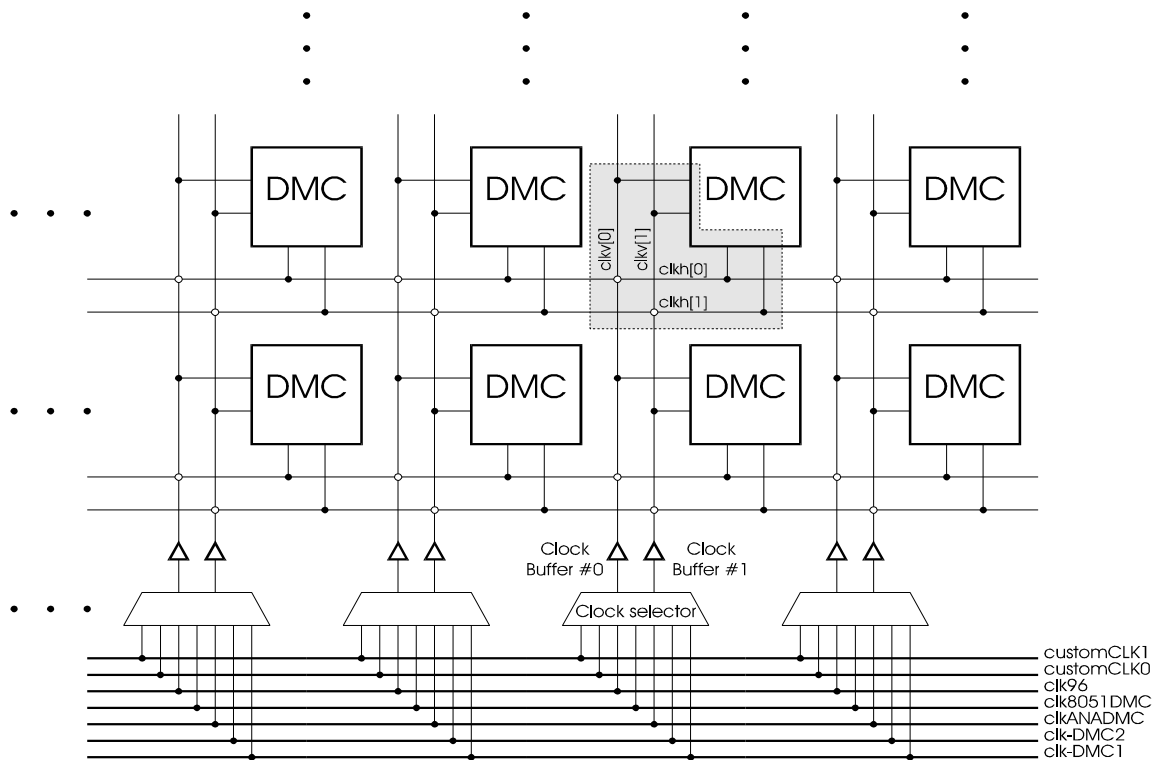 DMC DMC DMC DMC
clkv[0] clkv[1]
clkh[0]
clkh[1]
DMC DMC DMC DMC
Clock
Buffer #0
Clock
Buffer #1
Clock selector
customCLK1
customCLK0
clk96
clk8051DMC
clkANADMC
clk-DMC2
clk-DMC1